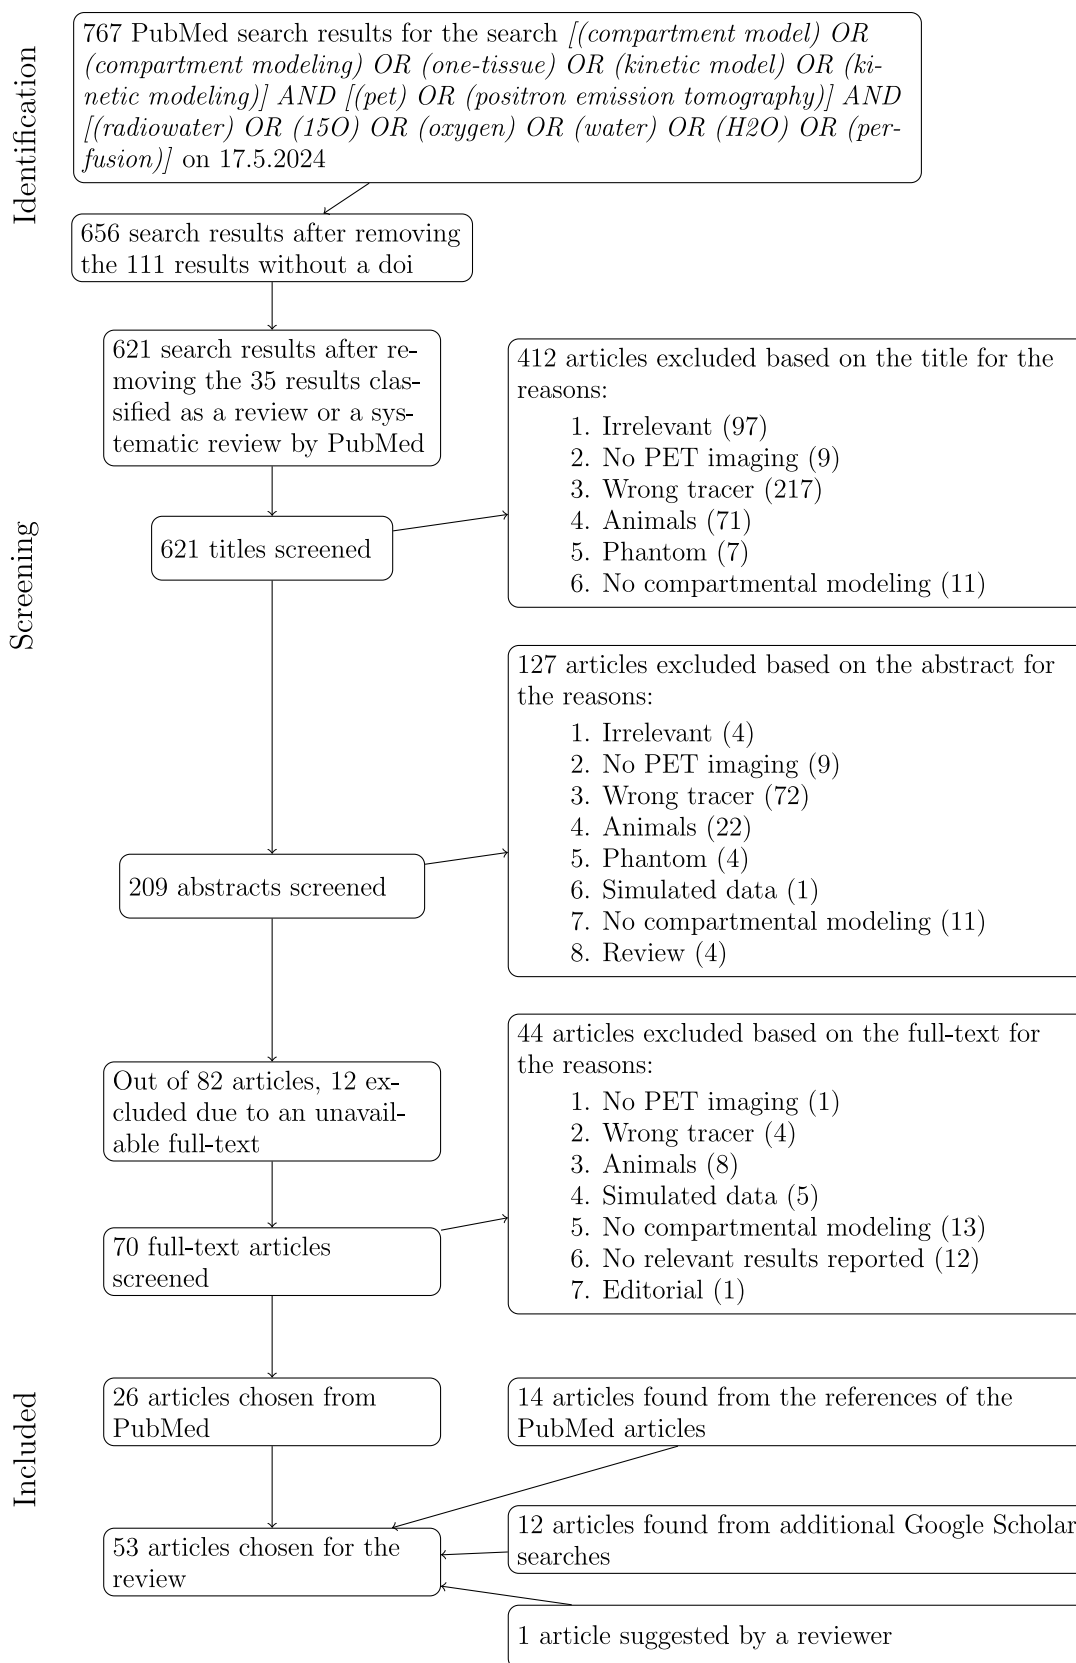 Identification
767 PubMed search results for the search [(compartment model) OR
(compartment modeling) OR (one-tissue) OR (kinetic model) OR (ki-
netic modeling)] AND [(pet) OR (positron emission tomography)] AND
[(radiowater) OR (15O) OR (oxygen) OR (water) OR (H2O) OR (per-
fusion)] on 17.5.2024
656 search results after removing
the 111 results without a doi
Screening
621 search results after re-
moving the 35 results clas-
sified as a review or a sys-
tematic review by PubMed
412 articles excluded based on the title for the
reasons:
1. Irrelevant (97)
2. No PET imaging (9)
3. Wrong tracer (217)
4. Animals (71)
5. Phantom (7)
6. No compartmental modeling (11)
621 titles screened
127 articles excluded based on the abstract for
the reasons:
1. Irrelevant (4)
2. No PET imaging (9)
3. Wrong tracer (72)
4. Animals (22)
5. Phantom (4)
6. Simulated data (1)
7. No compartmental modeling (11)
8. Review (4)
209 abstracts screened
44 articles excluded based on the full-text for
the reasons:
1. No PET imaging (1)
2. Wrong tracer (4)
3. Animals (8)
4. Simulated data (5)
5. No compartmental modeling (13)
6. No relevant results reported (12)
7. Editorial (1)
Out of 82 articles, 12 ex-
cluded due to an unavail-
able full-text
70 full-text articles
screened
Included
26 articles chosen from
PubMed
14 articles found from the references of the
PubMed articles
53 articles chosen for the
review
12 articles found from additional Google Scholar
searches
1 article suggested by a reviewer